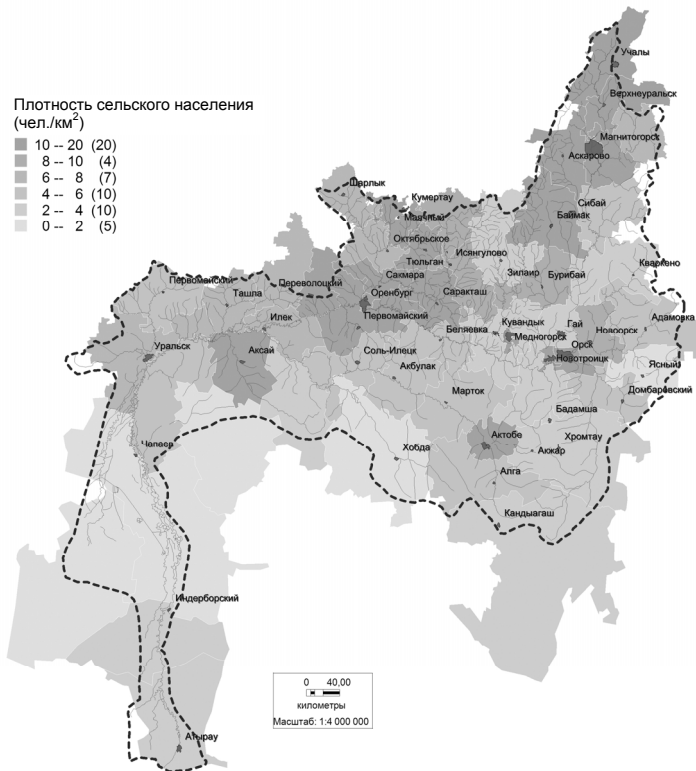 Плотность сельского населения
(чел./км²)
10 -- 20 (20)
8 -- 10 (4)
6 -- 8 (7)
4 -- 6 (10)
2 -- 4 (10)
0 -- 2 (5)
Учалы
Верхнеуральск
Магнитогорск
Аскарово
Шарлык
Кумертау
Сибай
Баймак
Октябрьское
Тюльган
Исянгулово
Кваркено
Первомайский
Переволоцкий
Сакмара
Зилаир
Бурибай
Ташла
Оренбург
Саракташ
Илек
Первомайский
Беляевка
Кувандык
Гай
Новоорск
Адамовка
Уральск
Медногорск
Орск
Аксай
Соль-Илецк
Новотроицк
Ясный
Акбулак
Домбаровский
Марток
Бадамша
Чапаев
Хобда
Актобе
Хромтау
Акжар
Алга
Кандыагаш
Индерборский
0 40,00
километры
Масштаб: 1:4 000 000
Атырау